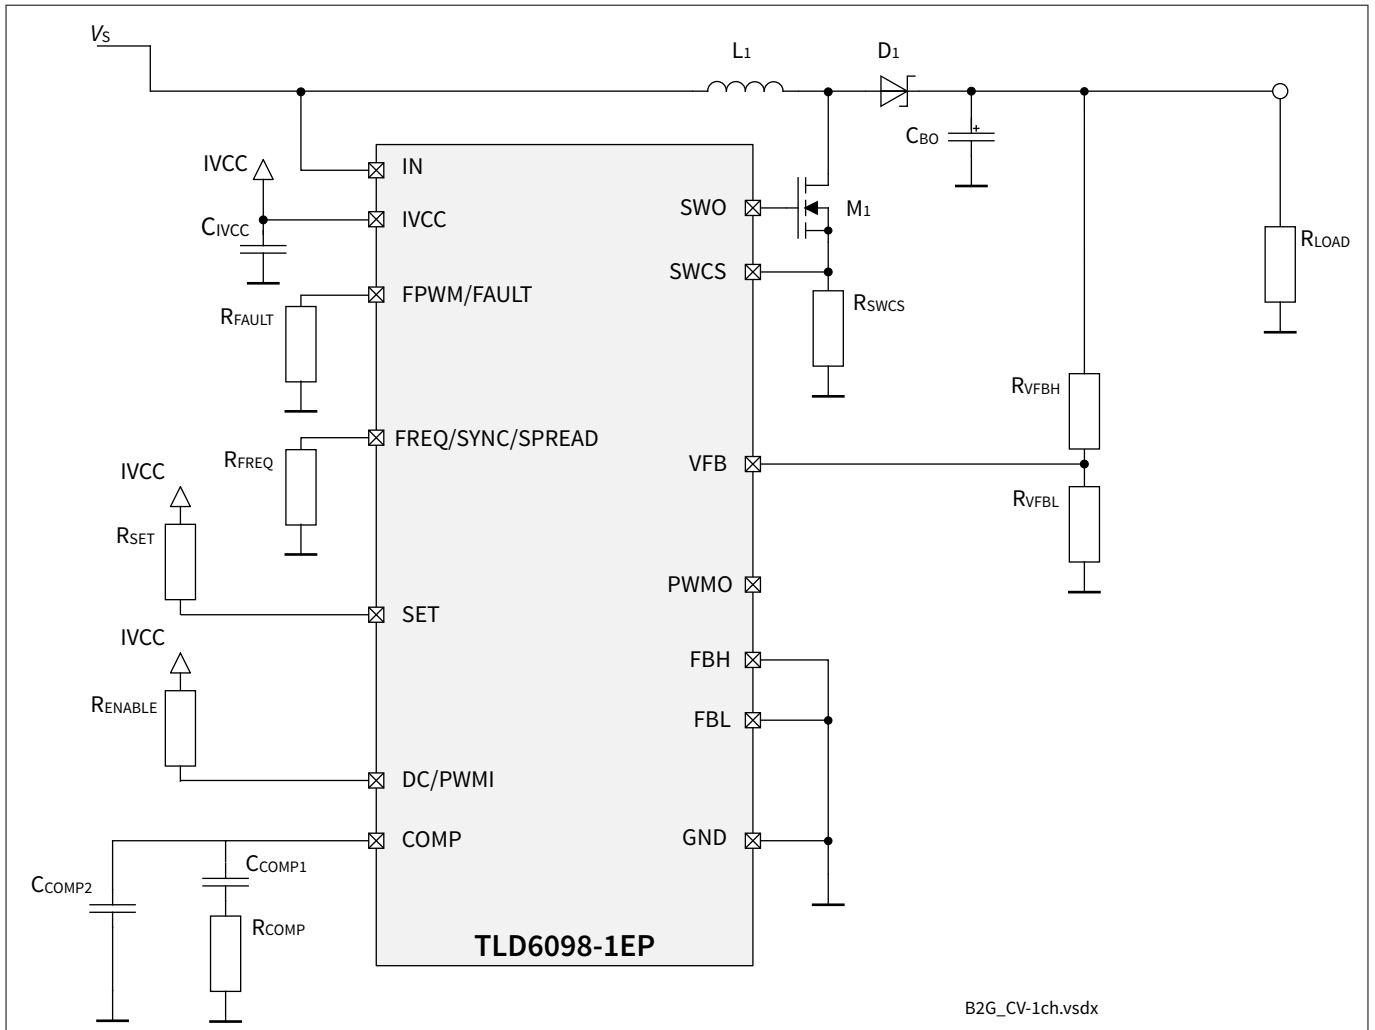 VS
L1
D1
CBO
IVCC
IN
CIVCC
IVCC
SWO
M1
SWCS
RLOAD
RFAULT
FPWM/FAULT
RSWCS
RVFBH
RFREQ
FREQ/SYNC/SPREAD
IVCC
VFB
RVFBL
RSET
PWMO
SET
IVCC
FBH
RENABLE
FBL
DC/PWMI
COMP
GND
CCOMP1
CCOMP2
RCOMP
TLD6098-1EP
B2G_CV-1ch.vsdx